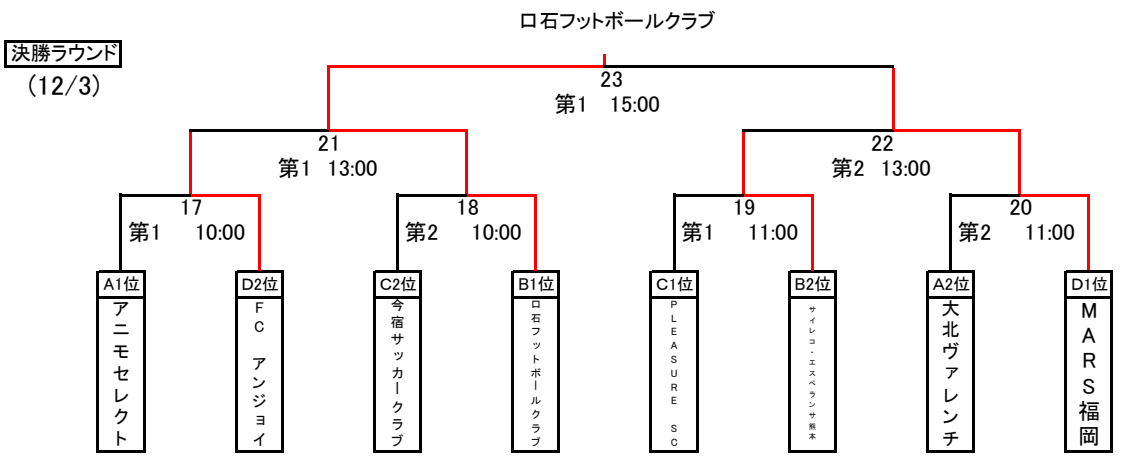 口石フットボールクラブ
決勝ラウンド
(12/3)
23
第1 15:00
21
第1 13:00
22
第2 13:00
17
第1 10:00
18
第2 10:00
19
第1 11:00
20
第2 11:00
A1位
D2位
C2位
B1位
C1位
B2位
A2位
D1位
アニモセレクト
FC アンジョイ
今宿サッカークラブ
口石フットボールクラブ
PLEASURE SC
サイレコ・エスペランサ熊本
大北ヴァレンチ
MARS福岡